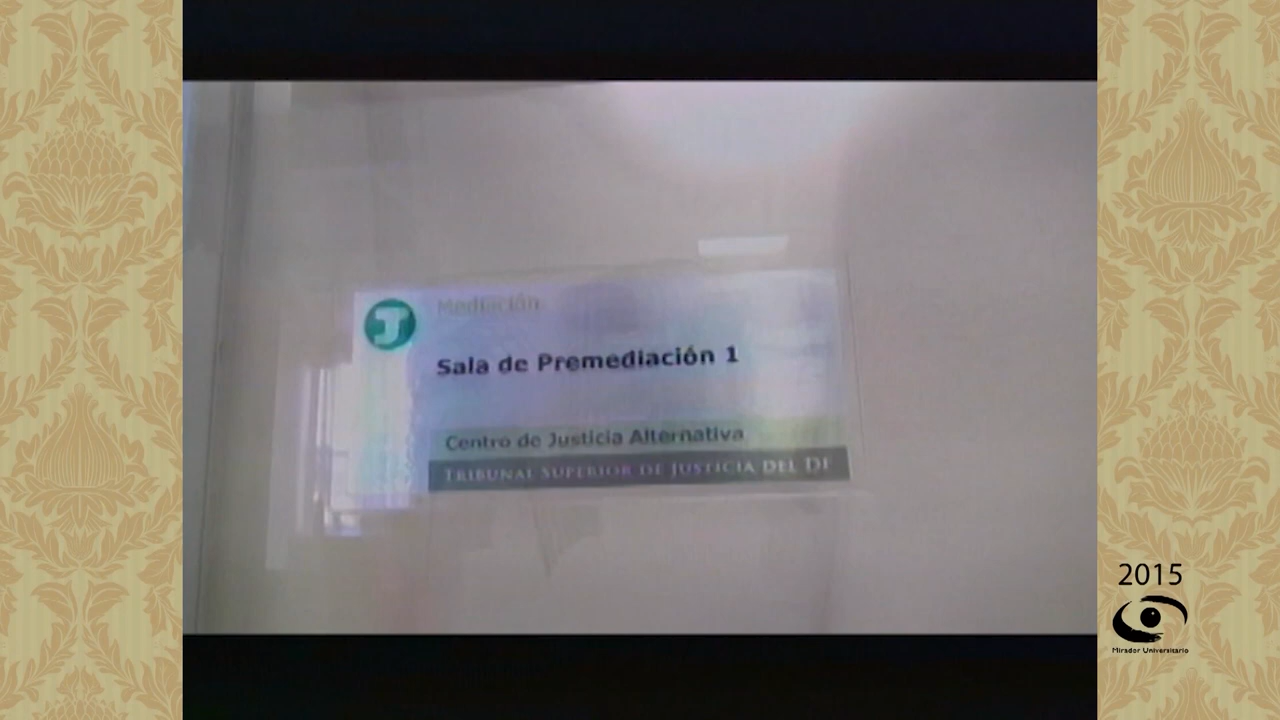 Mediación
Sala de Premediación 1
Centro de Justicia Alternativa
TRIBUNAL SUPERIOR DE JUSTICIA DEL DF
2015
Mirador Universitario